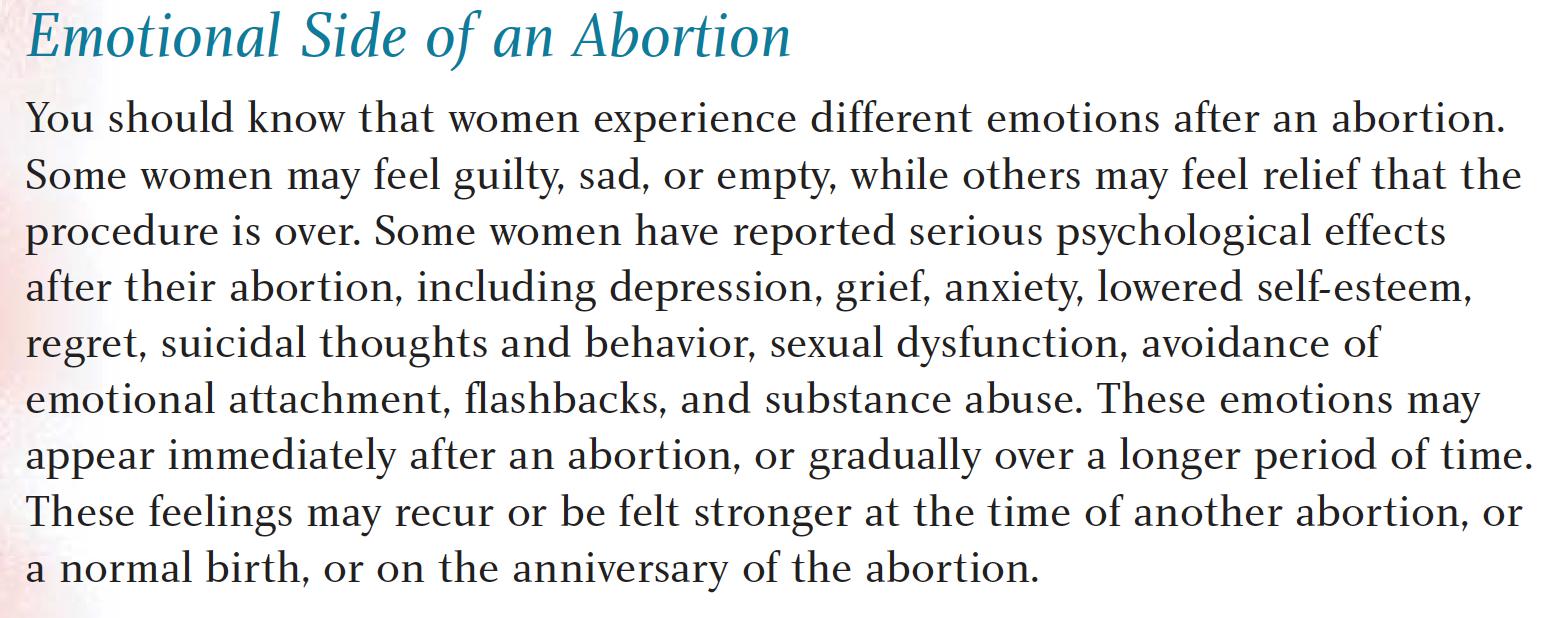 Emotional Side of an Abortion
You should know that women experience different emotions after an abortion.
Some women may feel guilty, sad, or empty, while others may feel relief that the
procedure is over. Some women have reported serious psychological effects
after their abortion, including depression, grief, anxiety, lowered self-esteem,
regret, suicidal thoughts and behavior, sexual dysfunction, avoidance of
emotional attachment, flashbacks, and substance abuse. These emotions may
appear immediately after an abortion, or gradually over a longer period of time.
These feelings may recur or be felt stronger at the time of another abortion, or
a normal birth, or on the anniversary of the abortion.